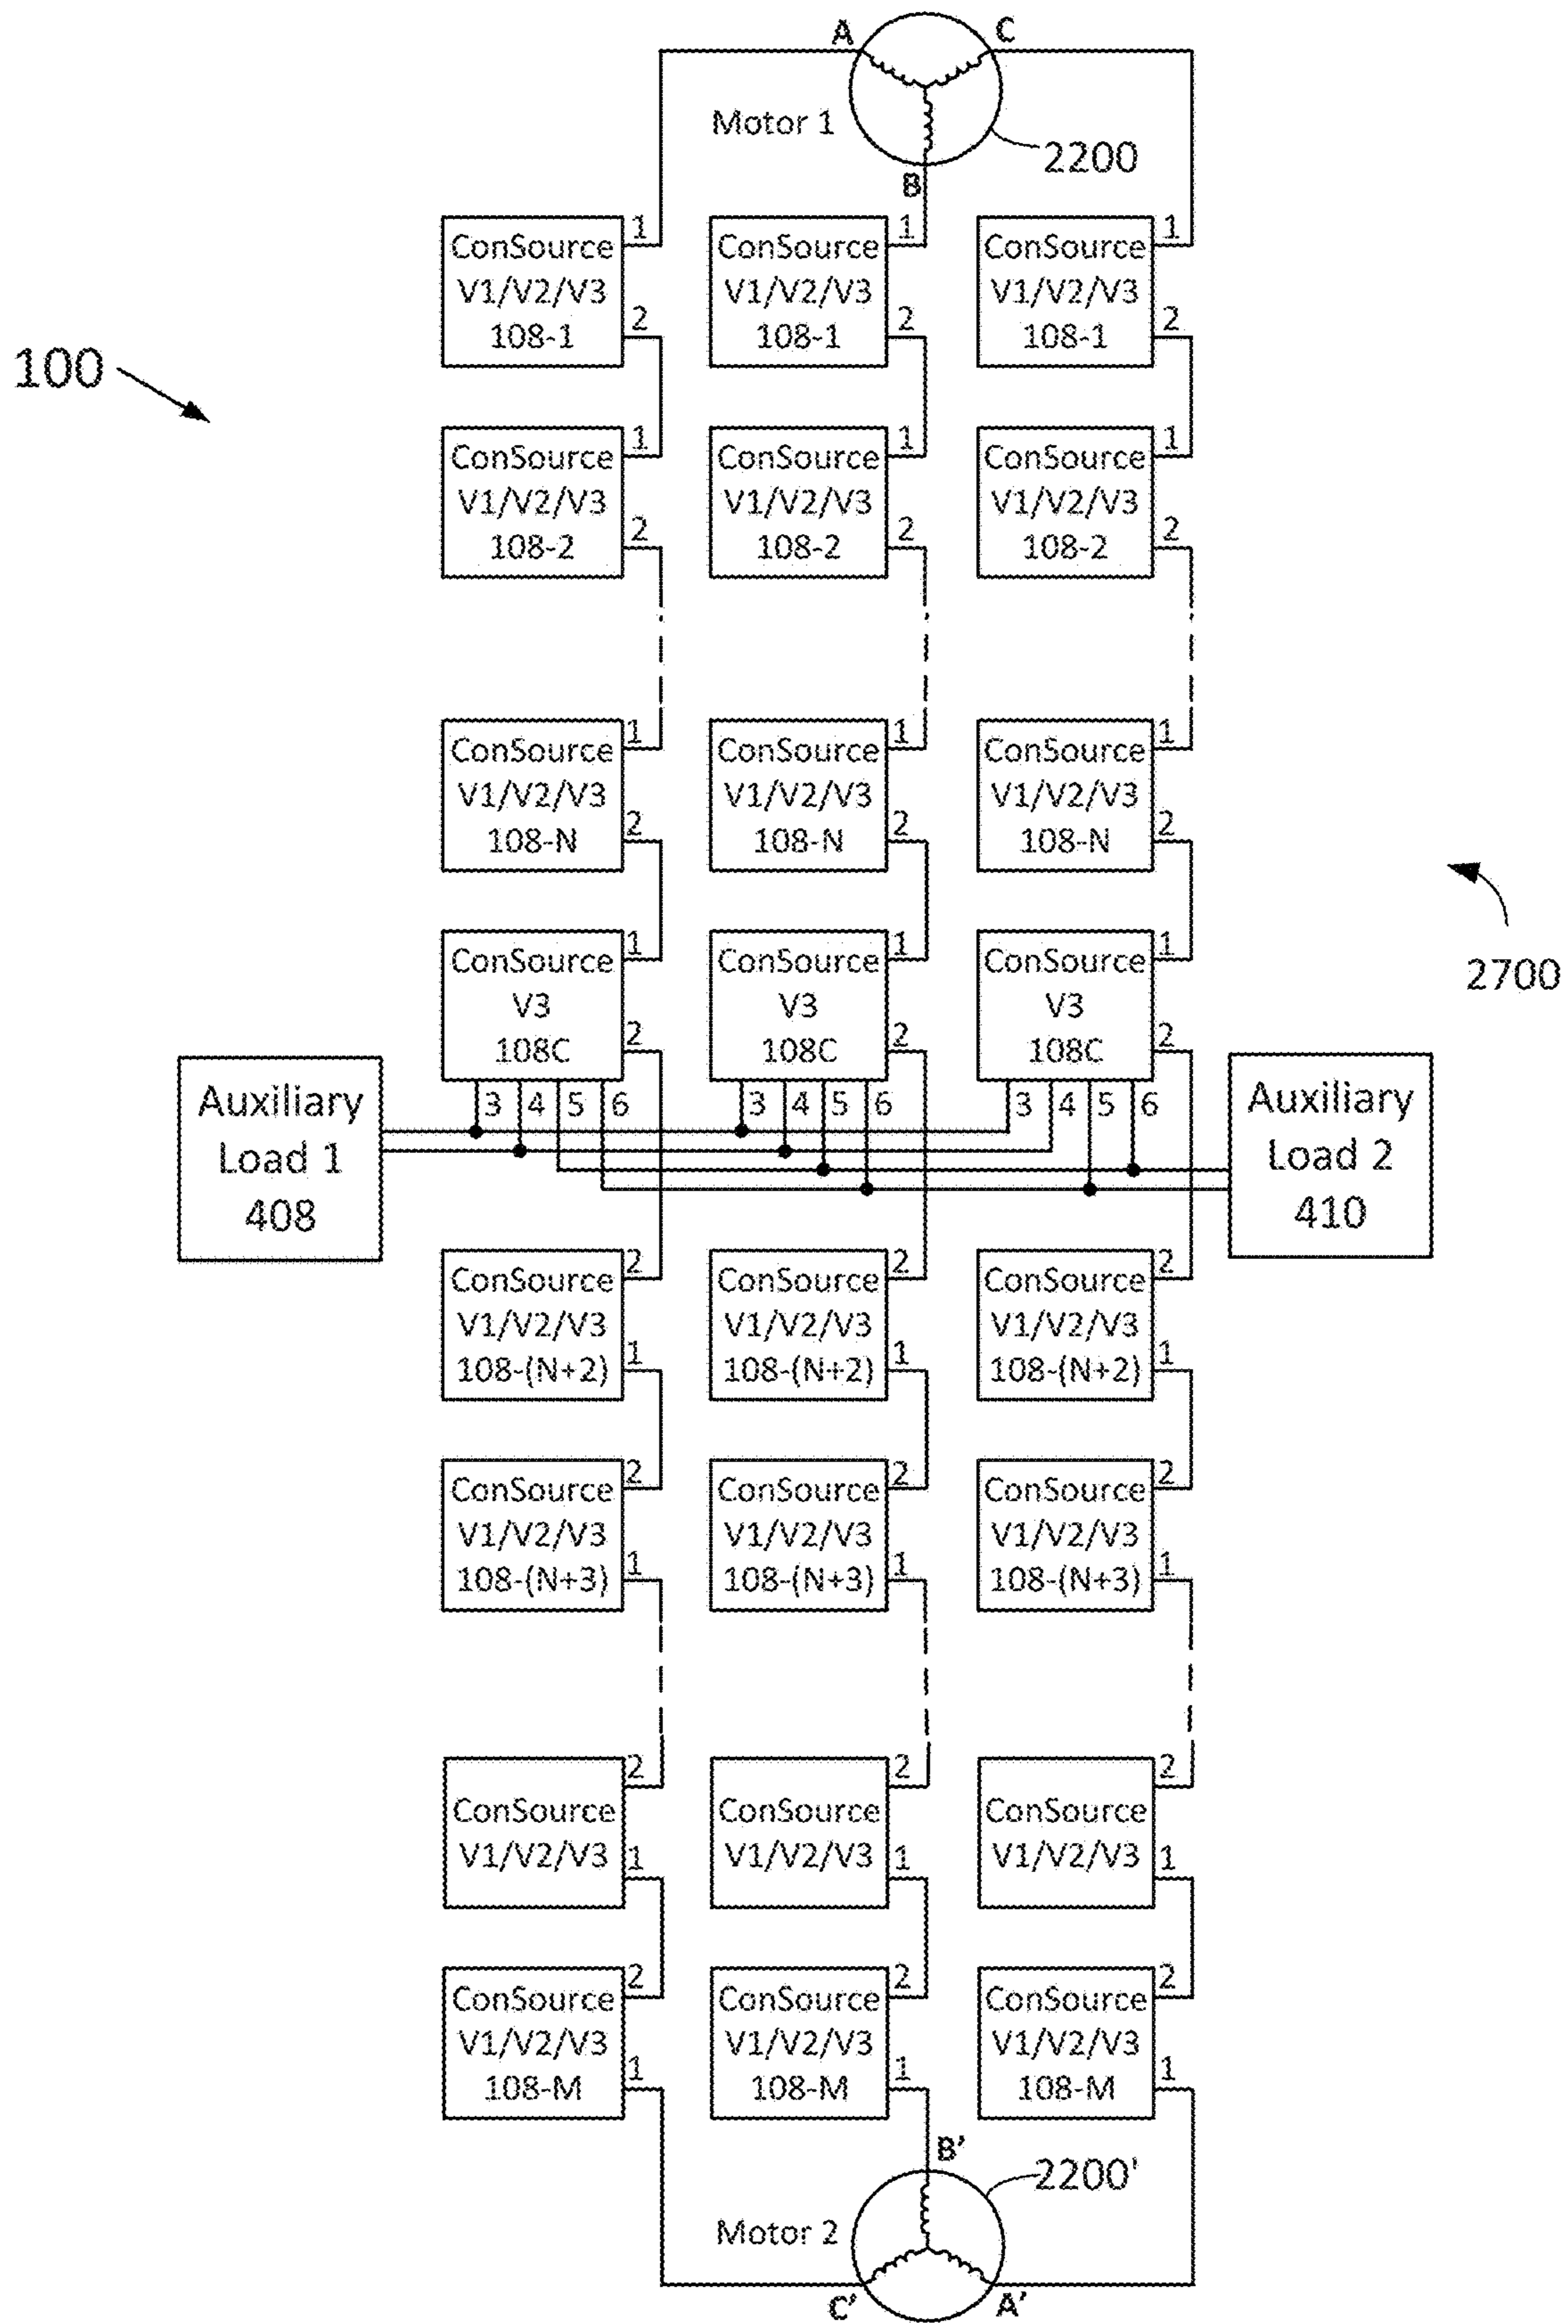 A
C
Motor 1
2200
B
1
1
1
ConSource
V1/V2/V3
108-1
ConSource
V1/V2/V3
108-1
ConSource
V1/V2/V3
108-1
2
2
2
100
1
1
1
ConSource
V1/V2/V3
108-2
ConSource
V1/V2/V3
108-2
ConSource
V1/V2/V3
108-2
2
2
2
1
1
1
ConSource
V1/V2/V3
108-N
ConSource
V1/V2/V3
108-N
ConSource
V1/V2/V3
108-N
2
2
2
2700
1
1
1
ConSource
V3
108C
ConSource
V3
108C
ConSource
V3
108C
2
2
2
3 4 5 6
3 4 5 6
3 4 5 6
Auxiliary
Load 1
408
Auxiliary
Load 2
410
2
2
2
ConSource
V1/V2/V3
108-(N+2)
ConSource
V1/V2/V3
108-(N+2)
ConSource
V1/V2/V3
108-(N+2)
1
1
1
2
2
2
ConSource
V1/V2/V3
108-(N+3)
ConSource
V1/V2/V3
108-(N+3)
ConSource
V1/V2/V3
108-(N+3)
1
1
1
2
2
2
ConSource
V1/V2/V3
ConSource
V1/V2/V3
ConSource
V1/V2/V3
1
1
1
2
2
2
ConSource
V1/V2/V3
108-M
ConSource
V1/V2/V3
108-M
ConSource
V1/V2/V3
108-M
1
1
1
B'
2200'
Motor 2
C'
A'